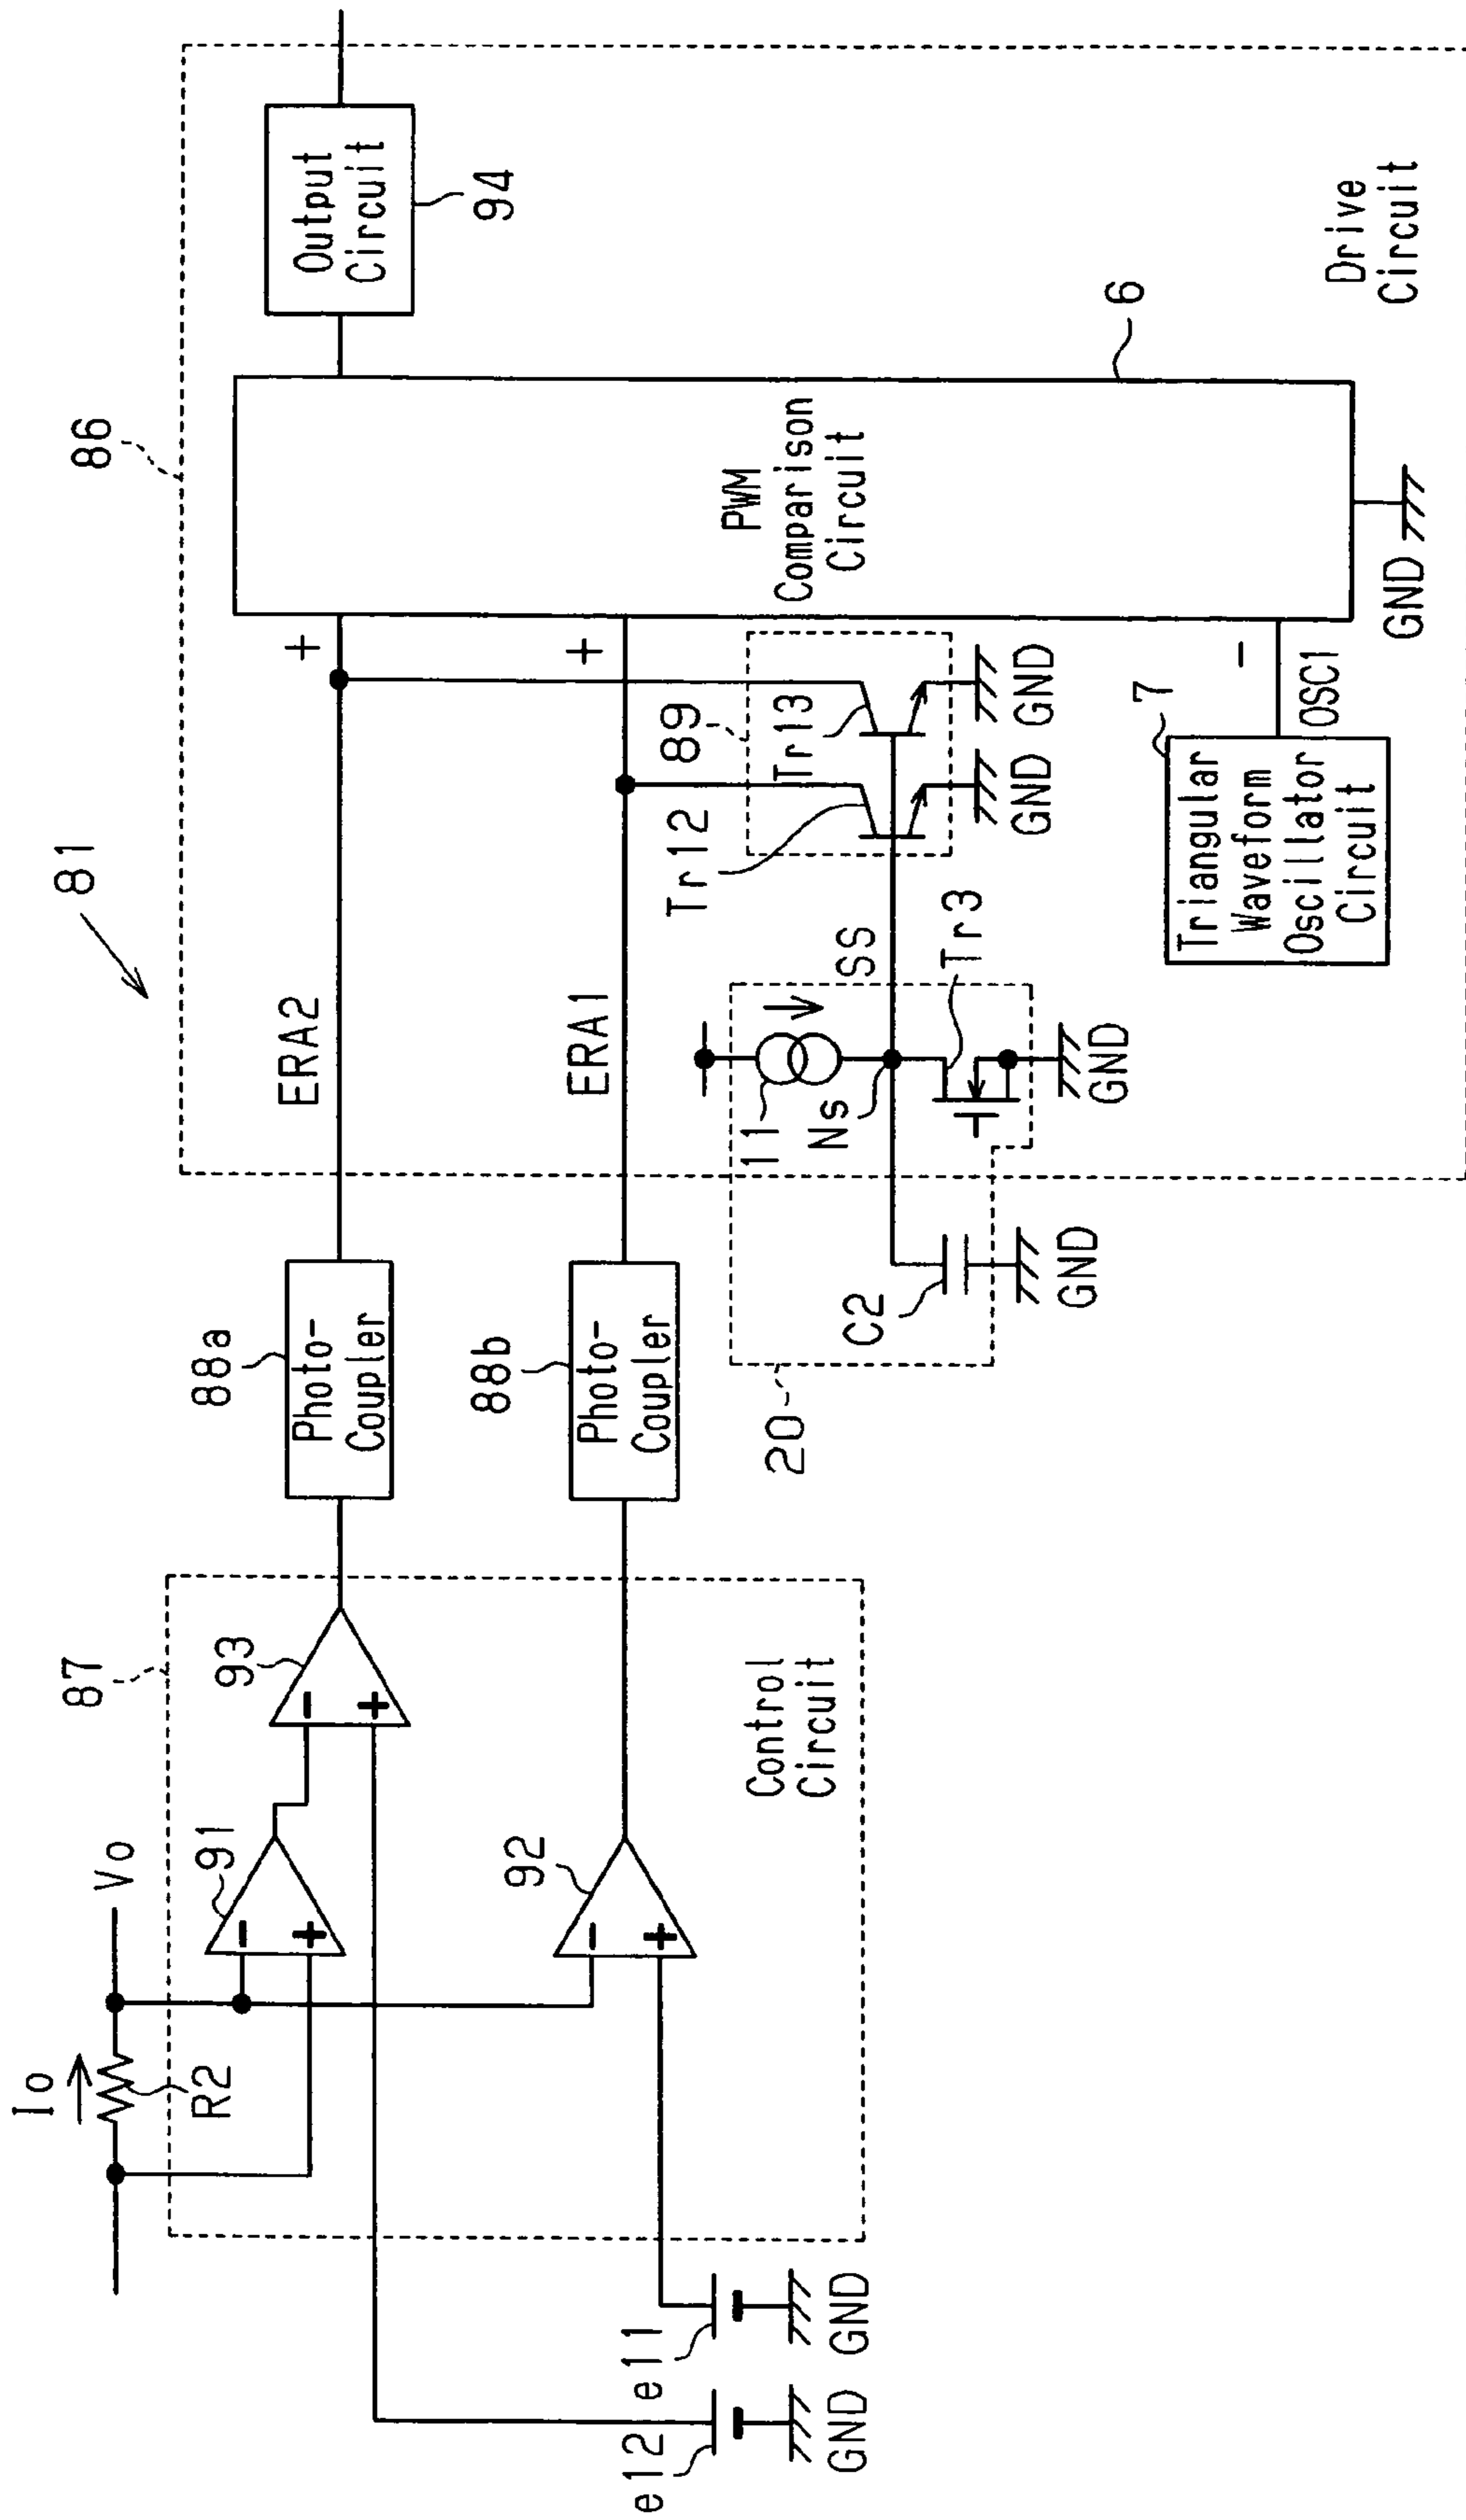 81
86
87
Io
Vo
R2
91
93
92
88a
Photo-
Coupler
88b
Photo-
Coupler
ERA2
ERA1
+
+
-
Output
Circuit
94
PWM
Comparison
Circuit
6
89
Tr13
Tr12
GND
GND
SS
Tr3
11
Ns
GND
C2
GND
20
7
Triangular
Waveform
Oscillator
Circuit
OSC1
GND
Drive
Circuit
Control
Circuit
-
+
-
+
-
+
e11
e12
GND
GND